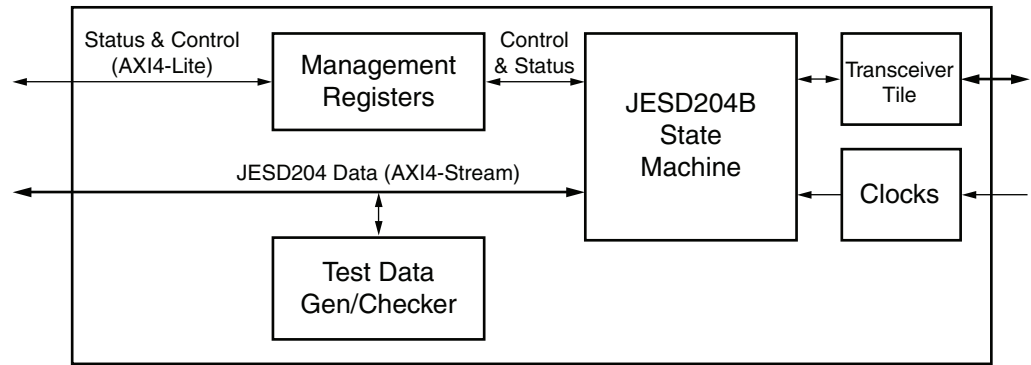 Status & Control
(AXI4-Lite)
Management
Registers
Control
& Status
JESD204B
State
Machine
Transceiver
Tile
JESD204 Data (AXI4-Stream)
Clocks
Test Data
Gen/Checker